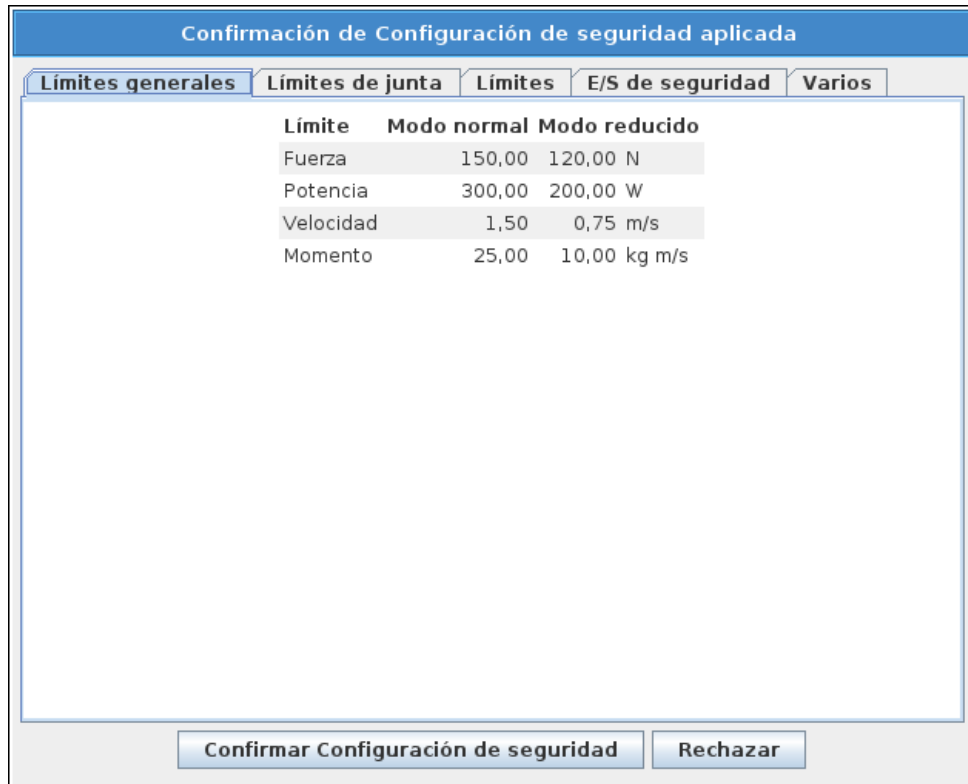 Confirmación de Configuración de seguridad aplicada
Límites generales Límites de junta Límites E/S de seguridad Varios
Límite Modo normal Modo reducido
Fuerza 150,00 120,00 N
Potencia 300,00 200,00 W
Velocidad 1,50 0,75 m/s
Momento 25,00 10,00 kg m/s
Confirmar Configuración de seguridad Rechazar